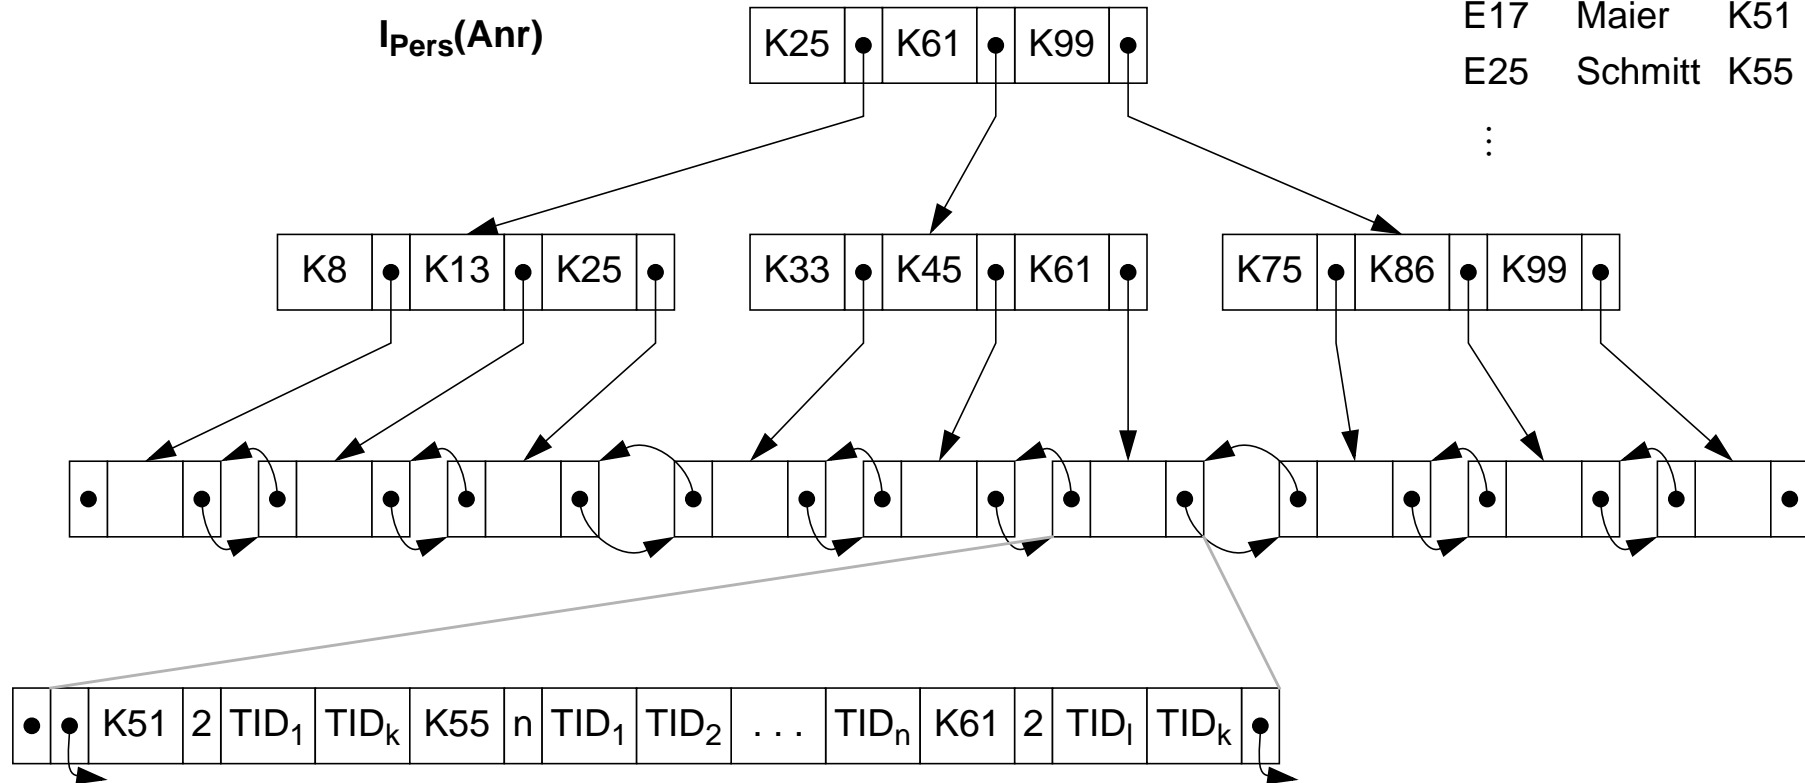 I_Pers(Anr)
K25 K61 K99
E17 Maier K51
E25 Schmitt K55
⋮
K8 K13 K25
K33 K45 K61
K75 K86 K99
K51 2 TID_1 TID_k K55 n TID_1 TID_2 . . . TID_n K61 2 TID_l TID_k